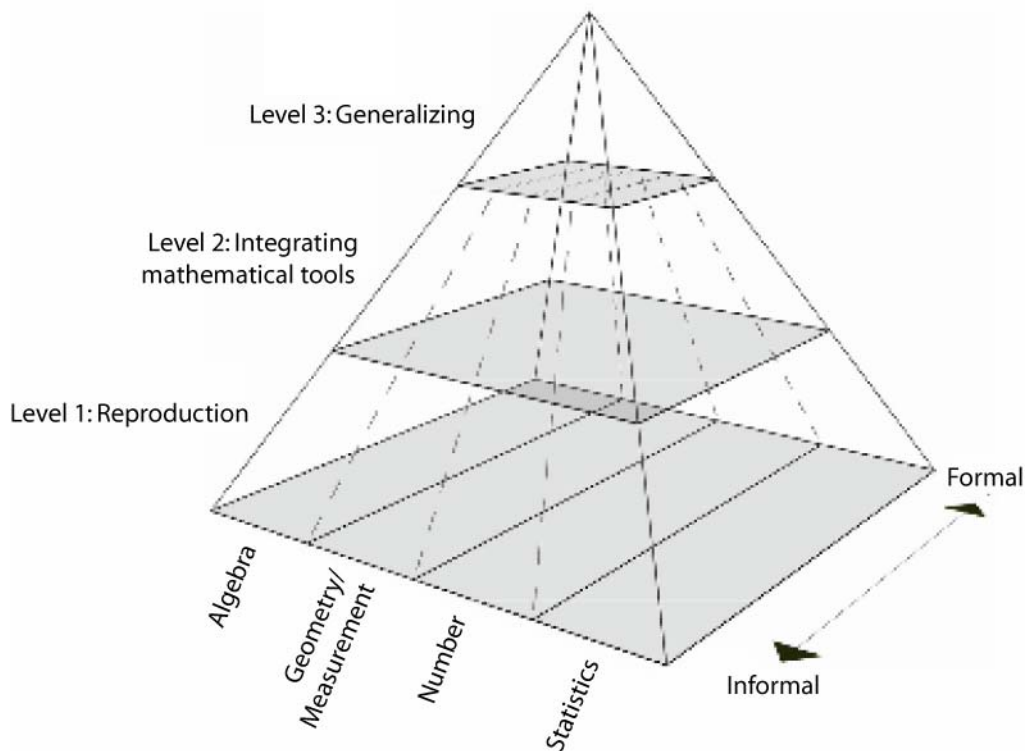 Level 3: Generalizing
Level 2: Integrating
mathematical tools
Level 1: Reproduction
Formal
Informal
Algebra
Geometry/
Measurement
Number
Statistics